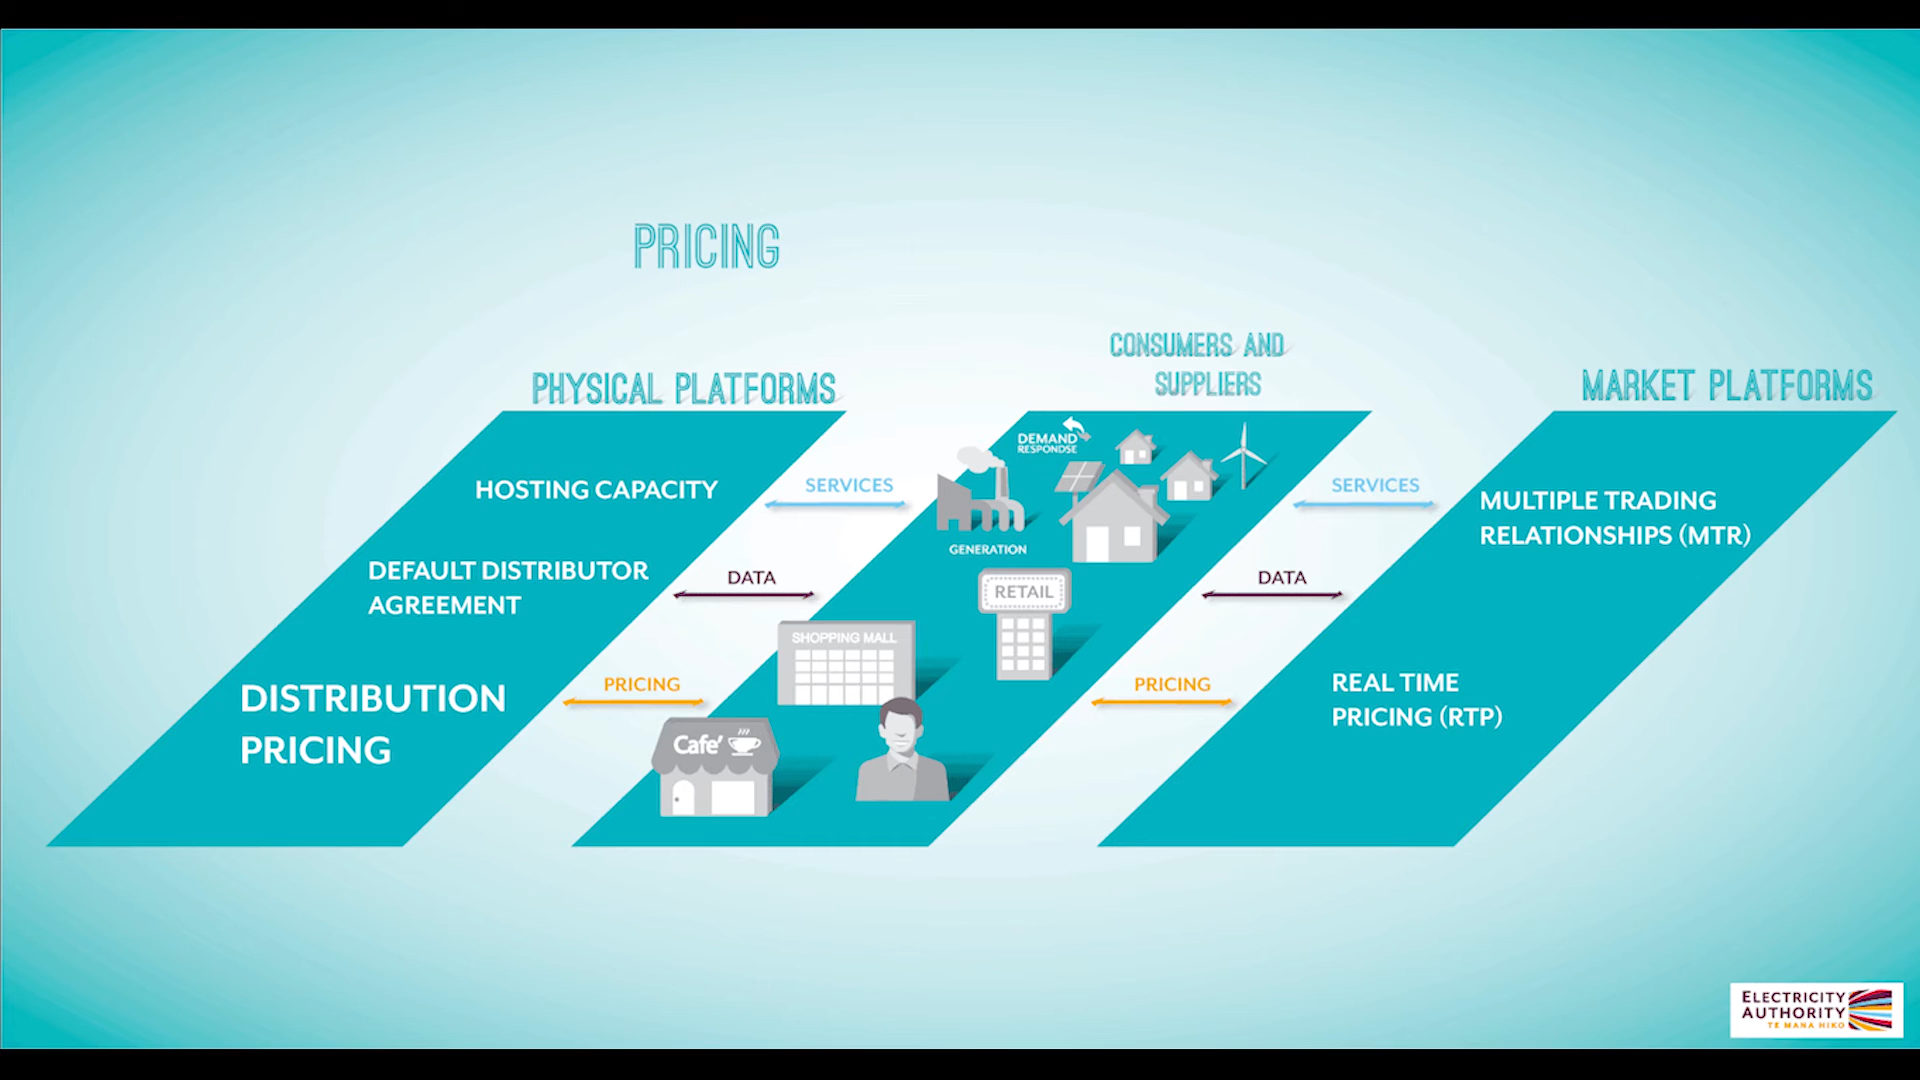 PRICING
PHYSICAL PLATFORMS
HOSTING CAPACITY
DEFAULT DISTRIBUTOR
AGREEMENT
DISTRIBUTION
PRICING
SERVICES
DATA
PRICING
CONSUMERS AND
SUPPLIERS
DEMAND
RESPONDSE
GENERATION
RETAIL
SHOPPING MALL
Cafe'
SERVICES
DATA
PRICING
MARKET PLATFORMS
MULTIPLE TRADING
RELATIONSHIPS (MTR)
REAL TIME
PRICING (RTP)
ELECTRICITY
AUTHORITY
TE MANA HIKO